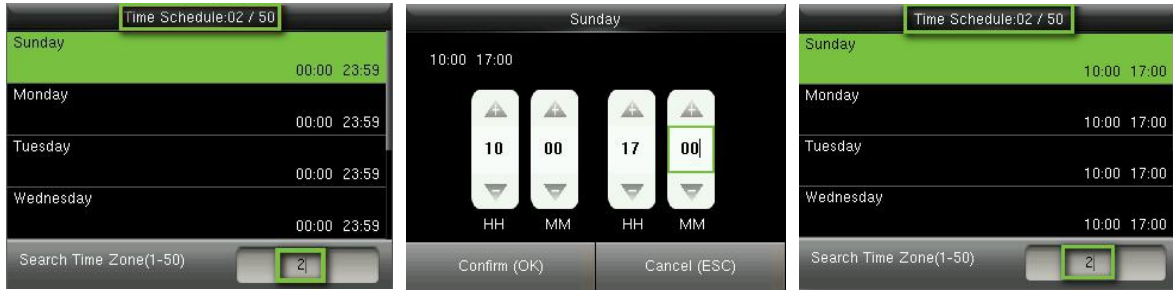 Time Schedule:02 / 50
Sunday
00:00 23:59
Monday
00:00 23:59
Tuesday
00:00 23:59
Wednesday
00:00 23:59
Search Time Zone(1-50) 2
Sunday
10:00 17:00
10 00 17 00
HH MM HH MM
Confirm (OK) Cancel (ESC)
Time Schedule:02 / 50
Sunday
10:00 17:00
Monday
10:00 17:00
Tuesday
10:00 17:00
Wednesday
10:00 17:00
Search Time Zone(1-50) 2